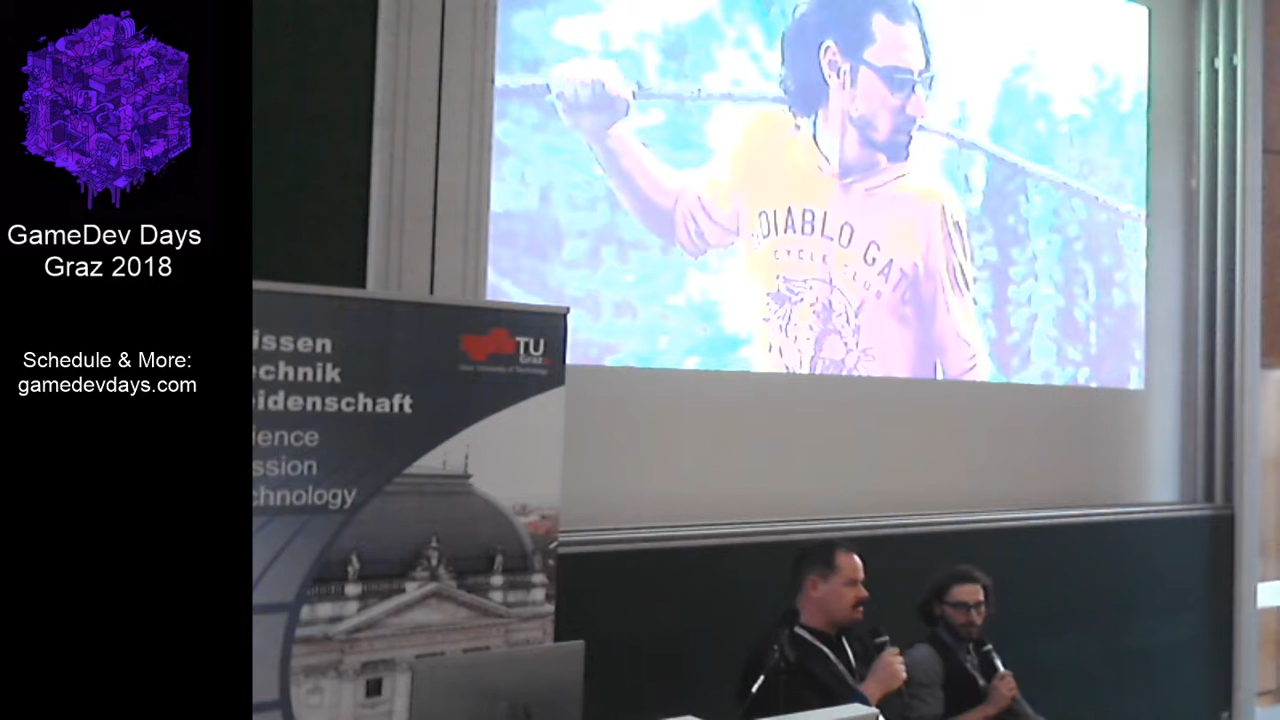 GameDev Days
Graz 2018
Schedule & More:
gamedevdays.com
DIABLO GAT
CYCLE CLUB
issen
echnik
eidenschaft
ience
ssion
chnology
TU
Graz